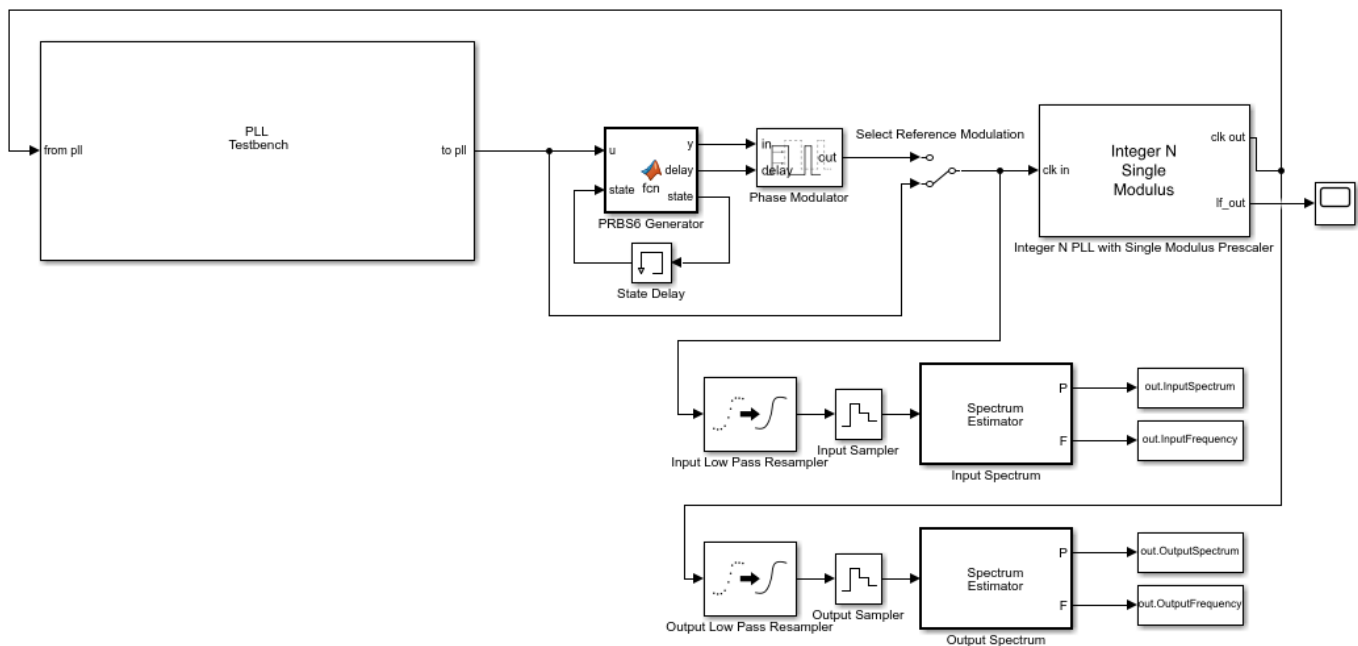 PLL
Testbench
from pll
to pll
u
state
y
delay
state
fcn
PRBS6 Generator
State Delay
in
delay
out
Phase Modulator
Select Reference Modulation
clk in
Integer N
Single
Modulus
clk out
lf_out
Integer N PLL with Single Modulus Prescaler
Input Low Pass Resampler
Input Sampler
Spectrum
Estimator
P
F
Input Spectrum
out.InputSpectrum
out.InputFrequency
Output Low Pass Resampler
Output Sampler
Spectrum
Estimator
P
F
Output Spectrum
out.OutputSpectrum
out.OutputFrequency